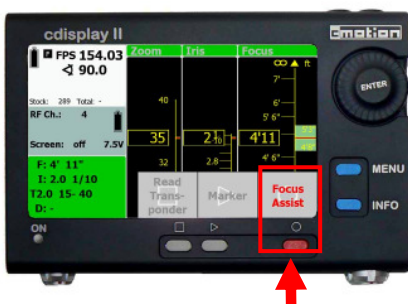 cdisplay II
cmotion
FPS 154.03
90.0
Stock: 289 Total: -
RF Ch.: 4
Screen: off 7.5V
F: 4' 11"
I: 2.0 1/10
T2.0 15- 40
D: -
Zoom
40
35
32
Iris
2 1/10
2.8
Focus
ft
7'
6'
5' 6"
4'11
4' 6"
Read Trans-ponder
Marker
Focus Assist
ENTER
MENU
INFO
ON